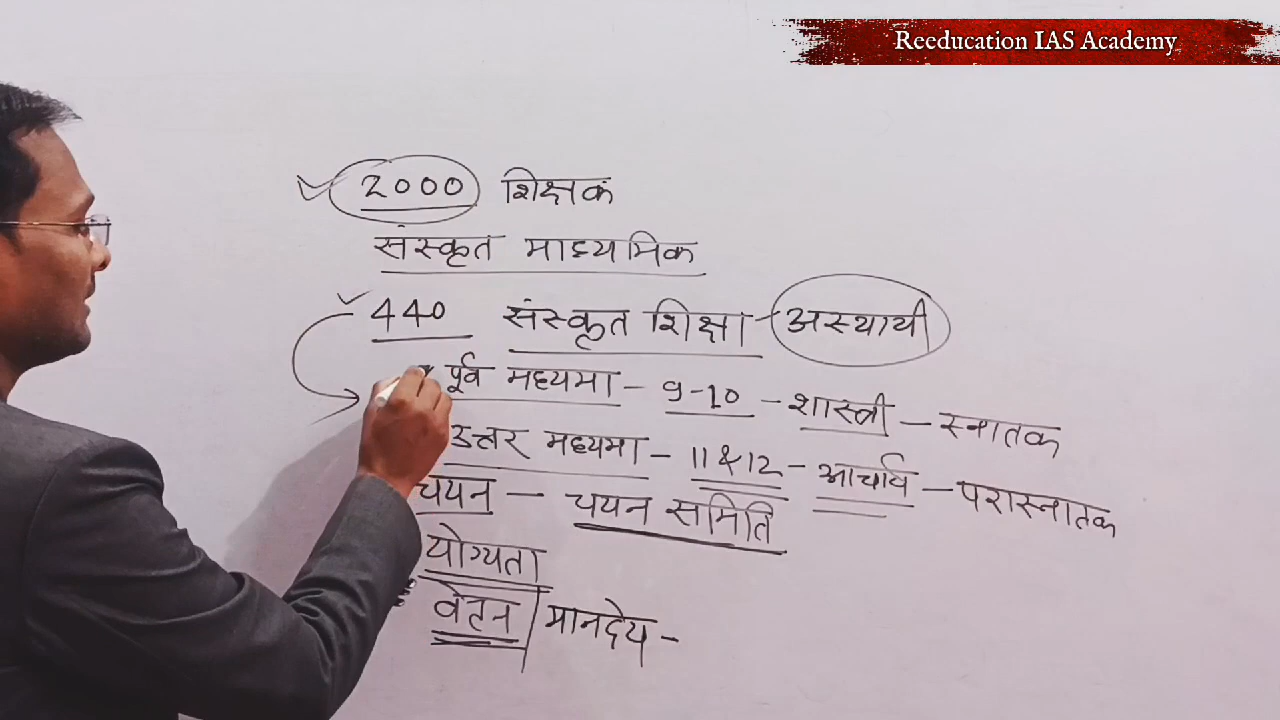 Reeducation IAS Academy
2000 शिक्षक
संस्कृत माध्यमिक
440 संस्कृत शिक्षा - अस्थायी
पूर्व मध्यमा - 9-10 - शास्त्री - स्नातक
उत्तर मध्यमा - 11 & 12 - आचार्य - परास्नातक
चयन - चयन समिति
योग्यता
वेतन / मानदेय -